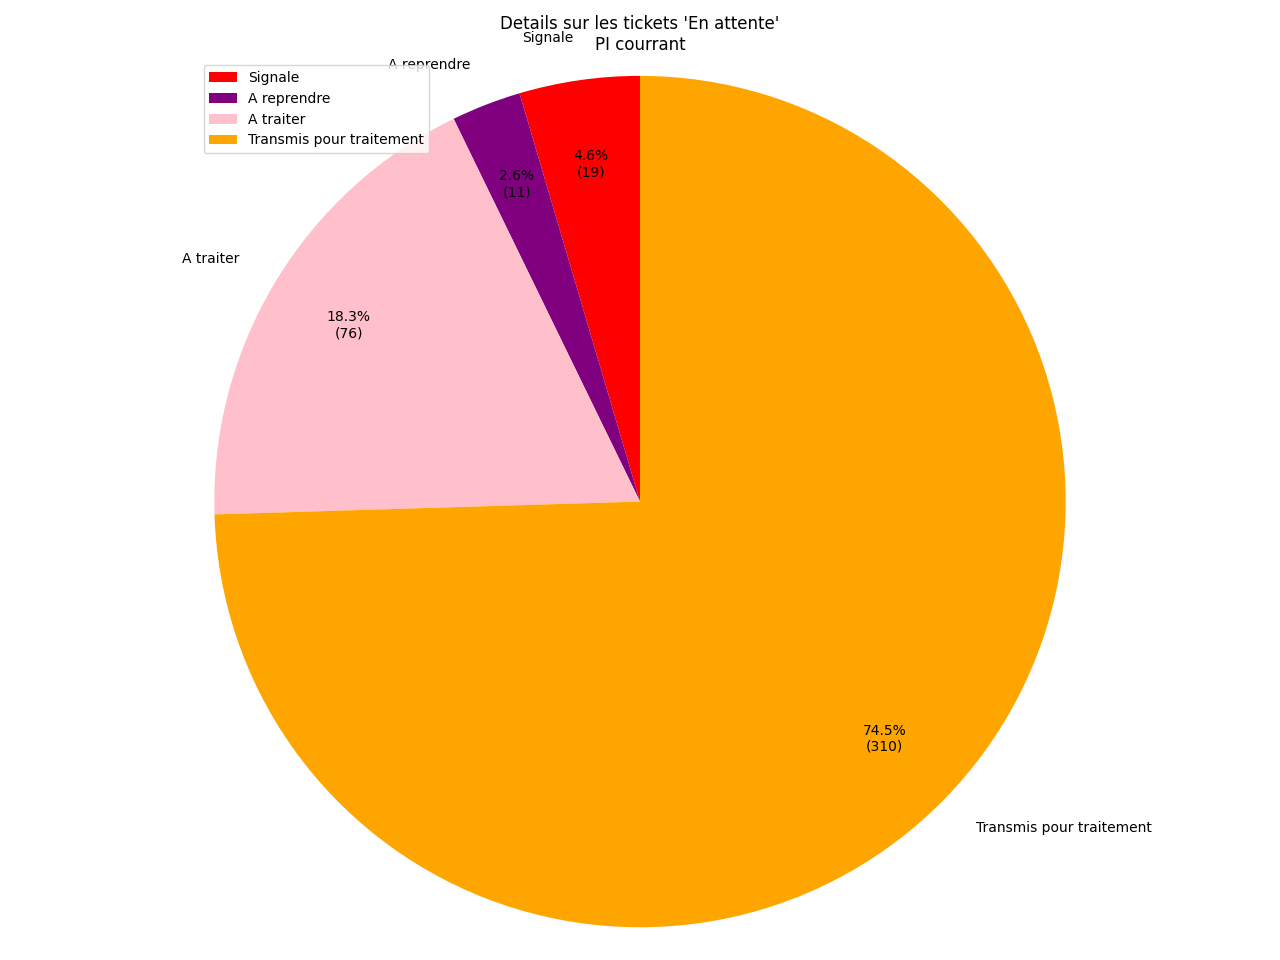 Details sur les tickets 'En attente'
PI courrant
Signale
A reprendre
Signale
A reprendre
A traiter
Transmis pour traitement
4.6%
(19)
2.6%
(11)
A traiter
18.3%
(76)
74.5%
(310)
Transmis pour traitement